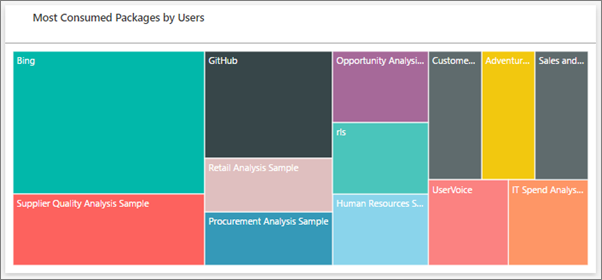 Most Consumed Packages by Users
Bing
GitHub
Opportunity Analysi...
Custome...
Adventur...
Sales and...
rls
Retail Analysis Sample
UserVoice
IT Spend Analys...
Supplier Quality Analysis Sample
Human Resources S...
Procurement Analysis Sample